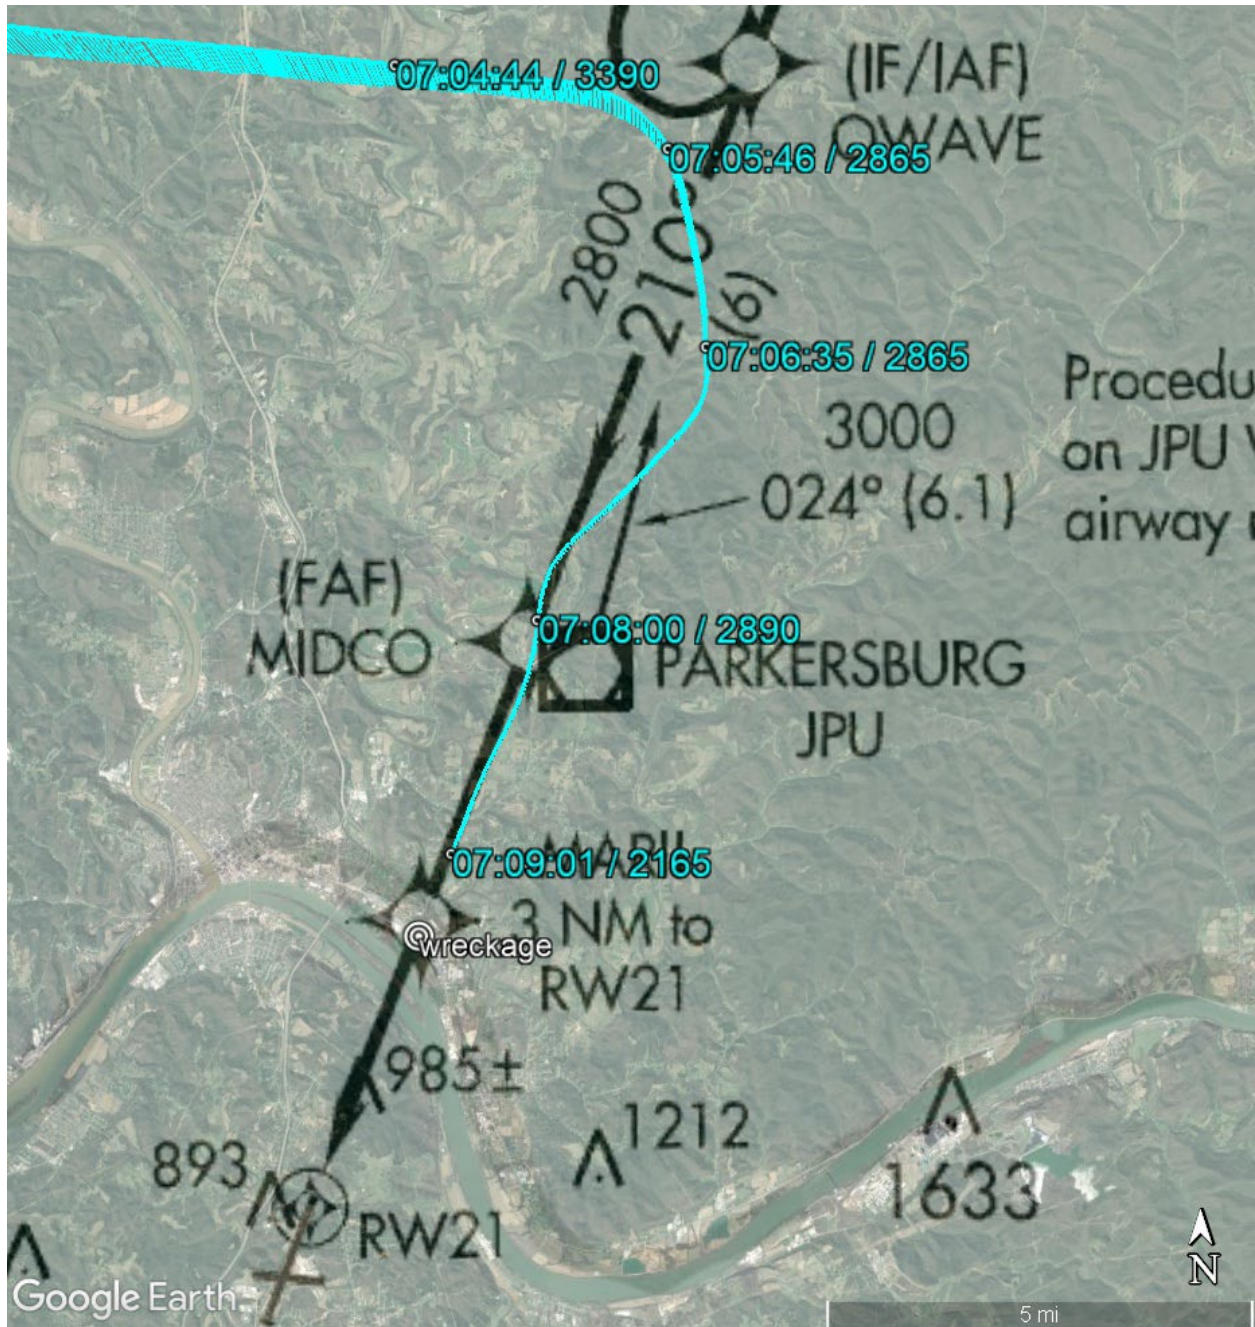 07:04:44 / 3390
(IF/IAF)
OWAVE
07:05:46 / 2865
2800
210°
(6)
07:06:35 / 2865
Procedu
on JPU
airway
3000
024° (6.1)
(FAF)
MIDCO
07:08:00 / 2890
PARKERSBURG
JPU
07:09:01 / 2165
3 NM to
RW21
wreckage
985±
1212
1633
893
RW21
N
Google Earth
5 mi